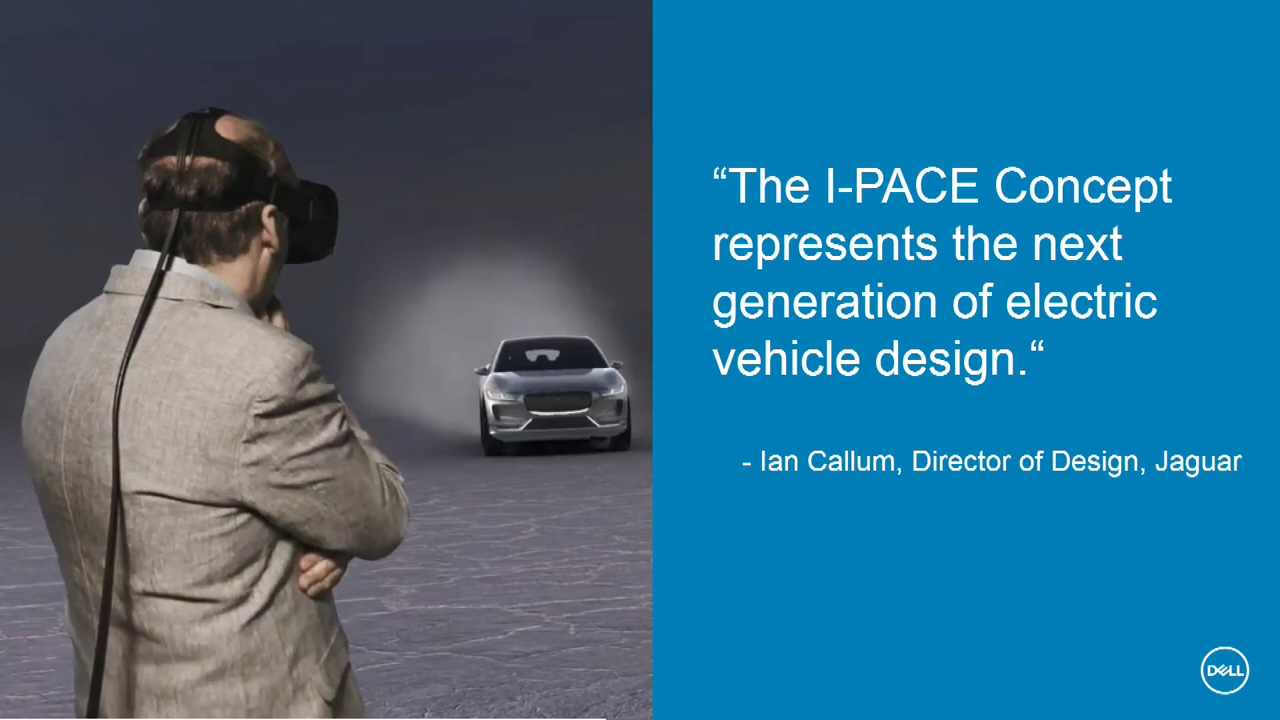 “The I-PACE Concept
represents the next
generation of electric
vehicle design.“
- Ian Callum, Director of Design, Jaguar
DELL